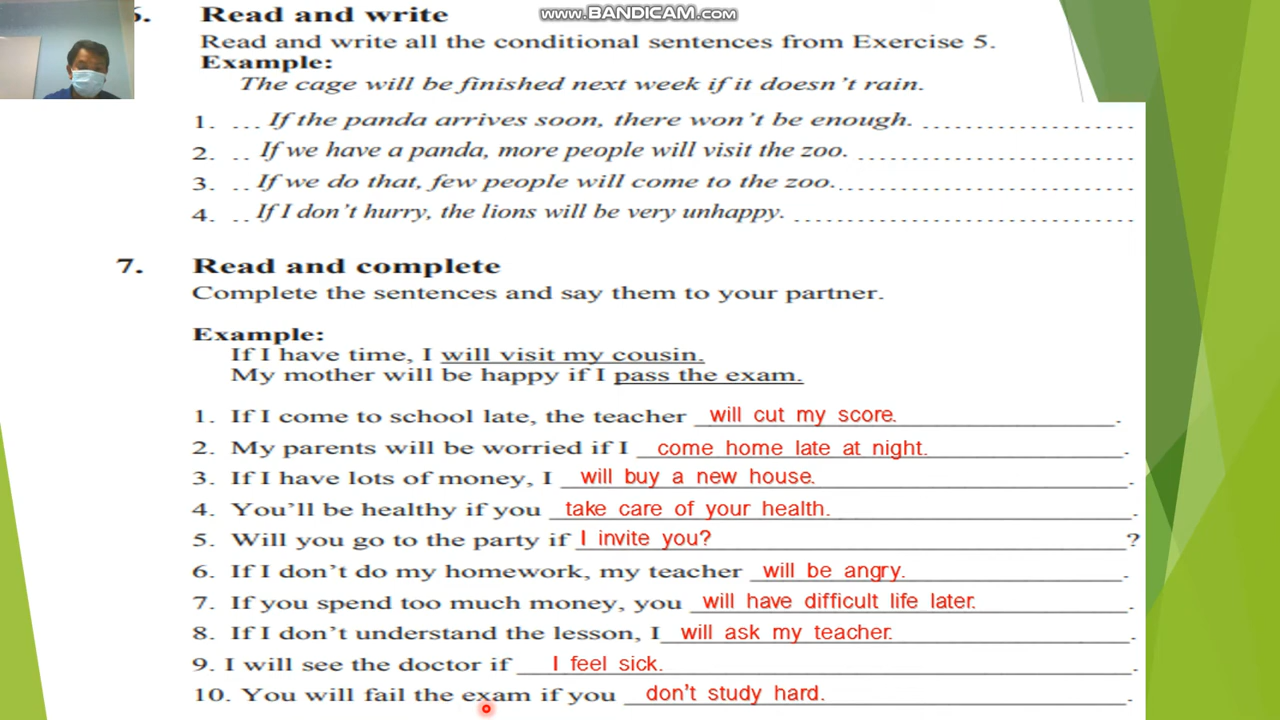 www.BANDICAM.com
6. Read and write
Read and write all the conditional sentences from Exercise 5.
Example:
The cage will be finished next week if it doesn't rain.
1. ... If the panda arrives soon, there won't be enough. ..............................
2. .. If we have a panda, more people will visit the zoo. .......................................
3. .. If we do that, few people will come to the zoo..........................................
4. .. If I don't hurry, the lions will be very unhappy. ................................................
7. Read and complete
Complete the sentences and say them to your partner.
Example:
If I have time, I will visit my cousin.
My mother will be happy if I pass the exam.
1. If I come to school late, the teacher will cut my score. .
2. My parents will be worried if I come home late at night. .
3. If I have lots of money, I will buy a new house. .
4. You'll be healthy if you take care of your health. .
5. Will you go to the party if I invite you? ?
6. If I don't do my homework, my teacher will be angry. .
7. If you spend too much money, you will have difficult life later. .
8. If I don't understand the lesson, I will ask my teacher. .
9. I will see the doctor if I feel sick. .
10. You will fail the exam if you don't study hard. .